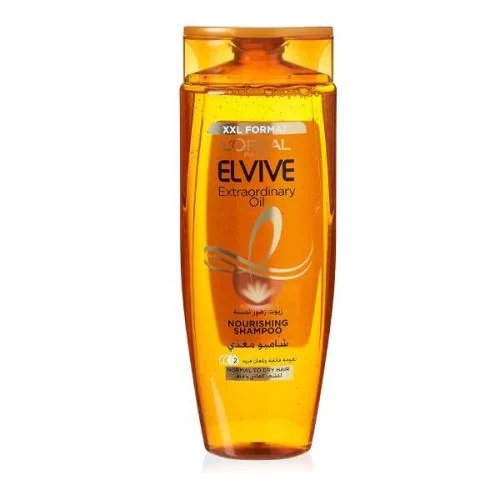 XXL FORMAT
L'ORÉAL
ELVIVE
Extraordinary
Oil
زيوت زهور ثمينة
NOURISHING
SHAMPOO
شامبو مغذي
2
NORMAL TO DRY HAIR